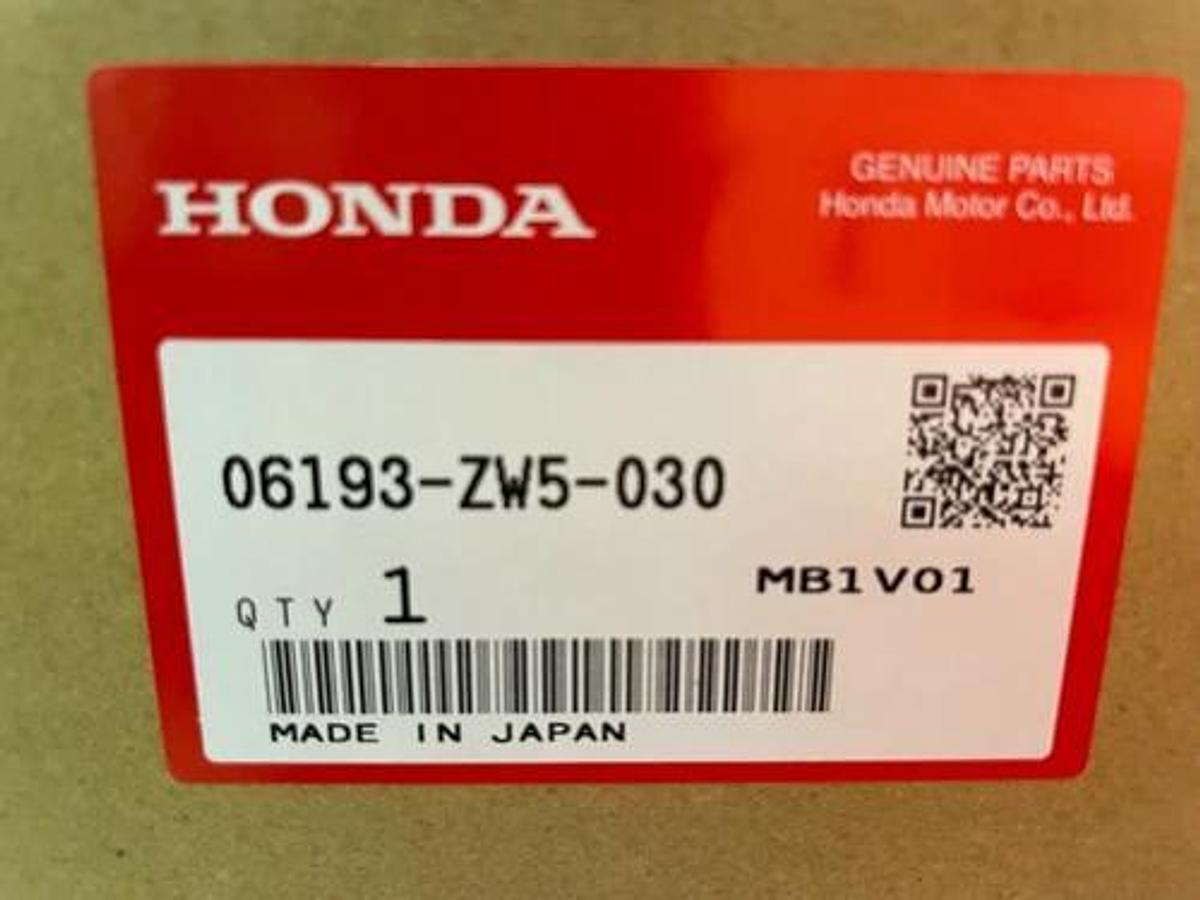 HONDA
GENUINE PARTS
Honda Motor Co., Ltd.
06193-ZW5-030
QTY 1
MB1V01
MADE IN JAPAN